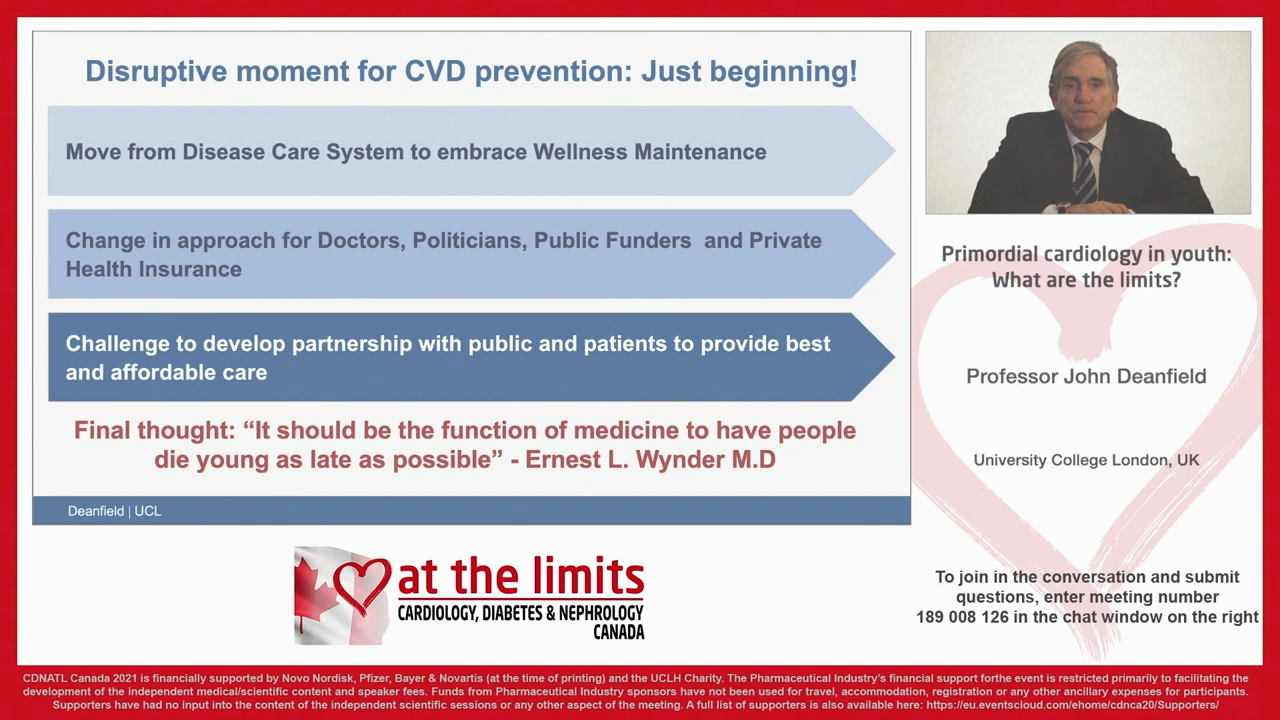 Disruptive moment for CVD prevention: Just beginning!
Move from Disease Care System to embrace Wellness Maintenance
Change in approach for Doctors, Politicians, Public Funders and Private
Health Insurance
Challenge to develop partnership with public and patients to provide best
and affordable care
Final thought: “It should be the function of medicine to have people
die young as late as possible” - Ernest L. Wynder M.D
Deanfield | UCL
Primordial cardiology in youth:
What are the limits?
Professor John Deanfield
University College London, UK
To join in the conversation and submit
questions, enter meeting number
189 008 126 in the chat window on the right
at the limits
CARDIOLOGY, DIABETES & NEPHROLOGY
CANADA
CDNATL Canada 2021 is financially supported by Novo Nordisk, Pfizer, Bayer & Novartis (at the time of printing) and the UCLH Charity. The Pharmaceutical Industry's financial support forthe event is restricted primarily to facilitating the
development of the independent medical/scientific content and speaker fees. Funds from Pharmaceutical Industry sponsors have not been used for travel, accommodation, registration or any other ancillary expenses for participants.
Supporters have had no input into the content of the independent scientific sessions or any other aspect of the meeting. A full list of supporters is also available here: https://eu.eventscloud.com/ehome/cdnca20/Supporters/